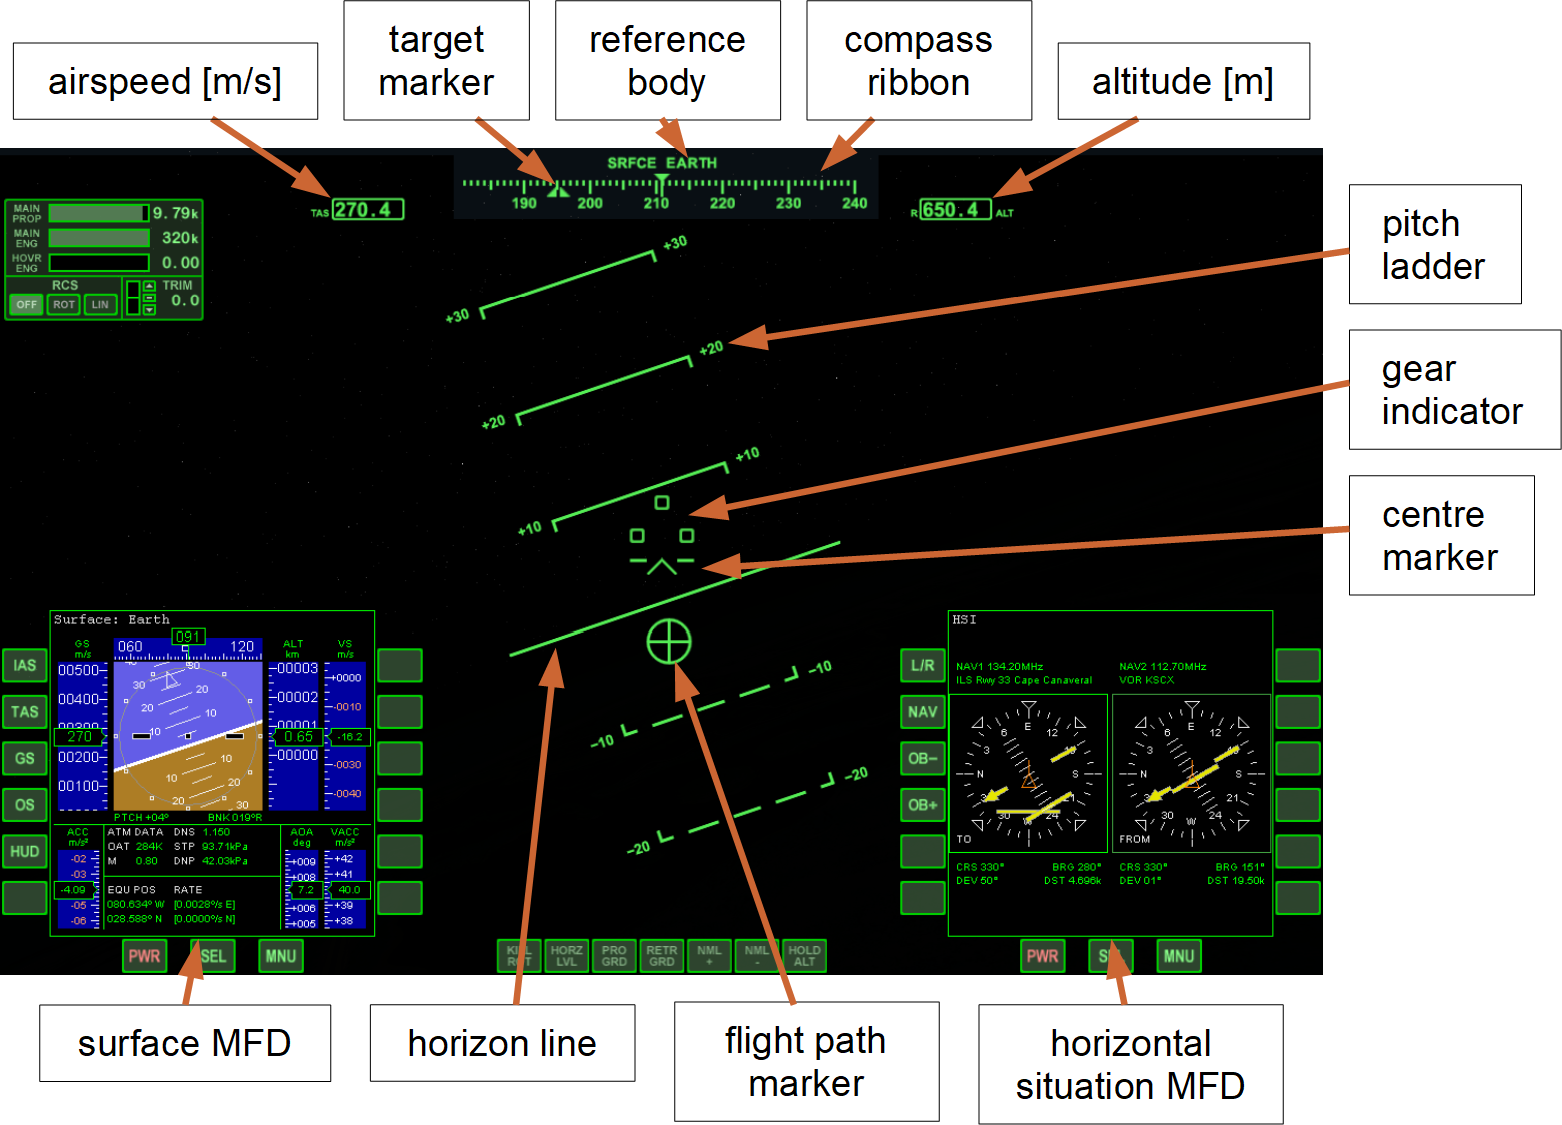 airspeed [m/s]
target
marker
reference
body
compass
ribbon
altitude [m]
SRFCE EARTH
190 200 210 220 230 240
TAS 270.4
R 650.4 ALT
MAIN
PROP 9.79k
MAIN
ENG 320k
HOVR
ENG 0.00
RCS
TRIM
0.0
OFF ROT LIN
pitch
ladder
gear
indicator
centre
marker
+30 +30
+20 +20
+10 +10
-10 -10
-20 -20
Surface: Earth
GS
m/s
060 091 120
ALT
km
VS
m/s
00500
00400
270
00200
00100
30 20 10
20 10
10 20
20 30
00003
00002
00001
0.65
00000
+0000
-0010
-16.2
-0030
-0040
PTCH +04° BNK 019°R
ACC
m/s²
-02
-03
-4.09
-05
-06
ATM DATA DNS 1.150
OAT 284K STP 93.71kPa
M 0.80 DNP 42.03kPa
EQU POS RATE
080.634° W [0.0028°/s E]
028.588° N [0.0000°/s N]
AOA
deg
+009
+008
7.2
+006
+005
VACC
m/s²
+42
+41
40.0
+39
+38
IAS
TAS
GS
OS
HUD
PWR SEL MNU
KILL
ROT
HORZ
LVL
PRO
GRD
RETR
GRD
NML
+
NML
-
HOLD
ALT
HSI
L/R
NAV
OB-
OB+
NAV1 134.20MHz
ILS Rwy 33 Cape Canaveral
NAV2 112.70MHz
VOR KSCX
3 E 12 N S 21 30 W 24
3 E 12 N S 30 W 24
TO
FROM
CRS 330° BRG 280°
DEV 50° DST 4.696k
CRS 330° BRG 151°
DEV 01° DST 19.50k
PWR SEL MNU
surface MFD
horizon line
flight path
marker
horizontal
situation MFD